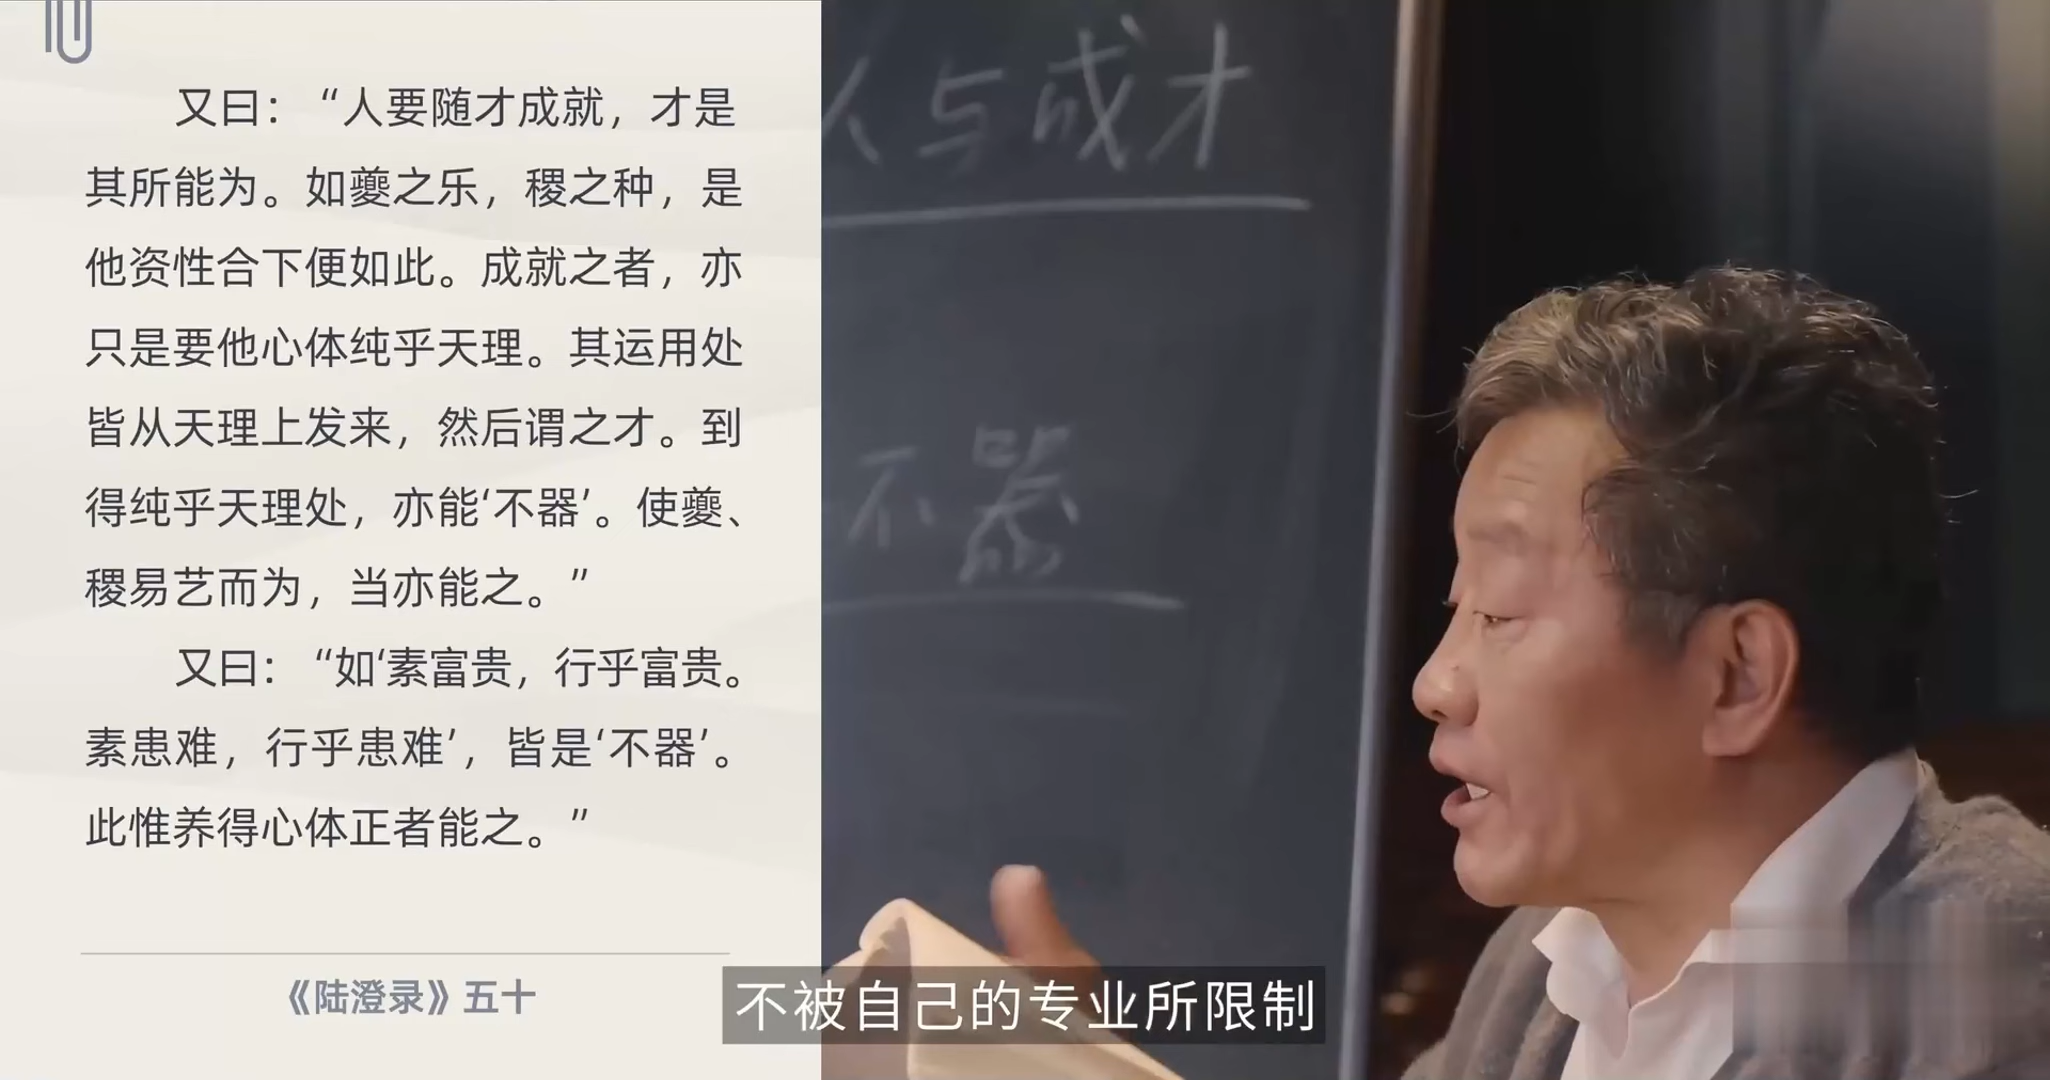 又曰：“人要随才成就，才是
其所能为。如夔之乐，稷之种，是
他资性合下便如此。成就之者，亦
只是要他心体纯乎天理。其运用处
皆从天理上发来，然后谓之才。到
得纯乎天理处，亦能‘不器’。使夔、
稷易艺而为，当亦能之。”
又曰：“如‘素富贵，行乎富贵。
素患难，行乎患难’，皆是‘不器’。
此惟养得心体正者能之。”
《陆澄录》五十
人与成才
不器
不被自己的专业所限制